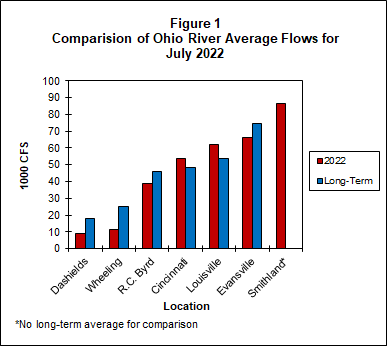 Figure 1
Comparision of Ohio River Average Flows for
July 2022
100
90
80
70
60
50
40
30
20
10
0
1000 CFS
Dashields
Wheeling
R.C. Byrd
Cincinnati
Louisville
Evansville
Smithland*
Location
2022
Long-Term
*No long-term average for comparison